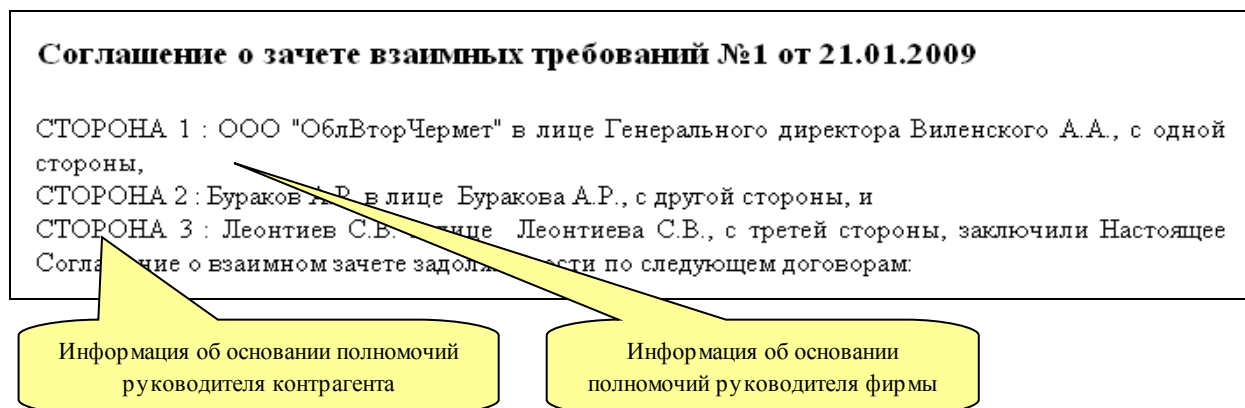 Соглашение о зачете взаимных требований №1 от 21.01.2009
СТОРОНА 1 : ООО "ОблВторЧермет" в лице Генерального директора Виленского А.А., с одной
стороны,
СТОРОНА 2 : Бураков А.Р. в лице Буракова А.Р., с другой стороны, и
СТОРОНА 3 : Леонтиев С.В. лице Леонтиева С.В., с третей стороны, заключили Настоящее
о взаимном зачете по следующем договорам:
Информация об основании полномочий
руководителя контрагента
Информация об основании
полномочий руководителя фирмы